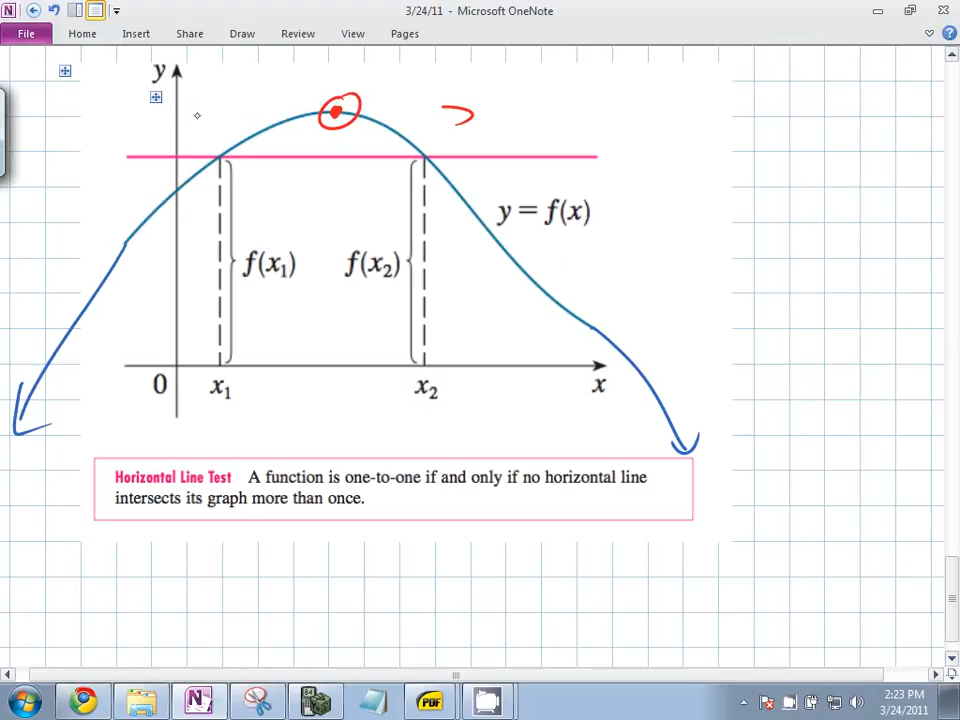 3/24/11 - Microsoft OneNote
File Home Insert Share Draw Review View Pages
y
y = f(x)
f(x₁) f(x₂)
0 x₁ x₂ x
Horizontal Line Test A function is one-to-one if and only if no horizontal line
intersects its graph more than once.
84
PDF
2:23 PM
3/24/2011